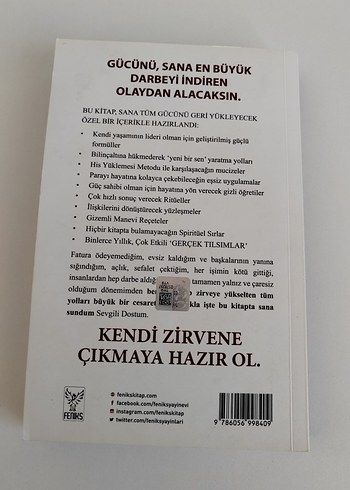 GÜCÜNÜ, SANA EN BÜYÜK
DARBEYİ İNDİREN
OLAYDAN ALACAKSIN.
BU KİTAP, SANA TÜM GÜCÜNÜ GERİ YÜKLEYECEK
ÖZEL BİR İÇERİKLE HAZIRLANDI:
• Kendi yaşamının lideri olman için geliştirilmiş güçlü
formüller
• Bilinçaltına hükmederek ‘yeni bir sen’ yaratma yolları
• His Yüklemesi Metodu ile karşılaşacağın mucizeler
• Parayı hayatına kolayca çekebileceğin eşsiz uygulamalar
• Güç sahibi olman için hayatına yön verecek gizli öğretiler
• Çok hızlı sonuç verecek Ritüeller
• İlişkilerini dönüştürecek yüzleşmeler
• Gizemli Manevi Reçeteler
• Hiçbir kitapta bulamayacağın Spiritüel Sırlar
• Binlerce Yıllık, Çok Etkili ‘GERÇEK TILSIMLAR’
Fatura ödeyemediğim, evsiz kaldığım ve başkalarının yanına
sığındığım, açlık, sefalet çektiğim, her işimin kötü gittiği,
insanlardan hep darbe aldığı tamamen yalnız ve çaresiz
olduğum dönemimden be zirveye yükselten tüm
yolları büyük bir cesaret kla işte bu kitapta sana
sundum Sevgili Dostum.
KENDİ ZİRVENE
ÇIKMAYA HAZIR OL.
FENİKS
fenikskitap.com
facebook.com/feniksyayinevi
instagram.com/fenikskitap
twitter.com/feniksyayinlari
9 786056 998409